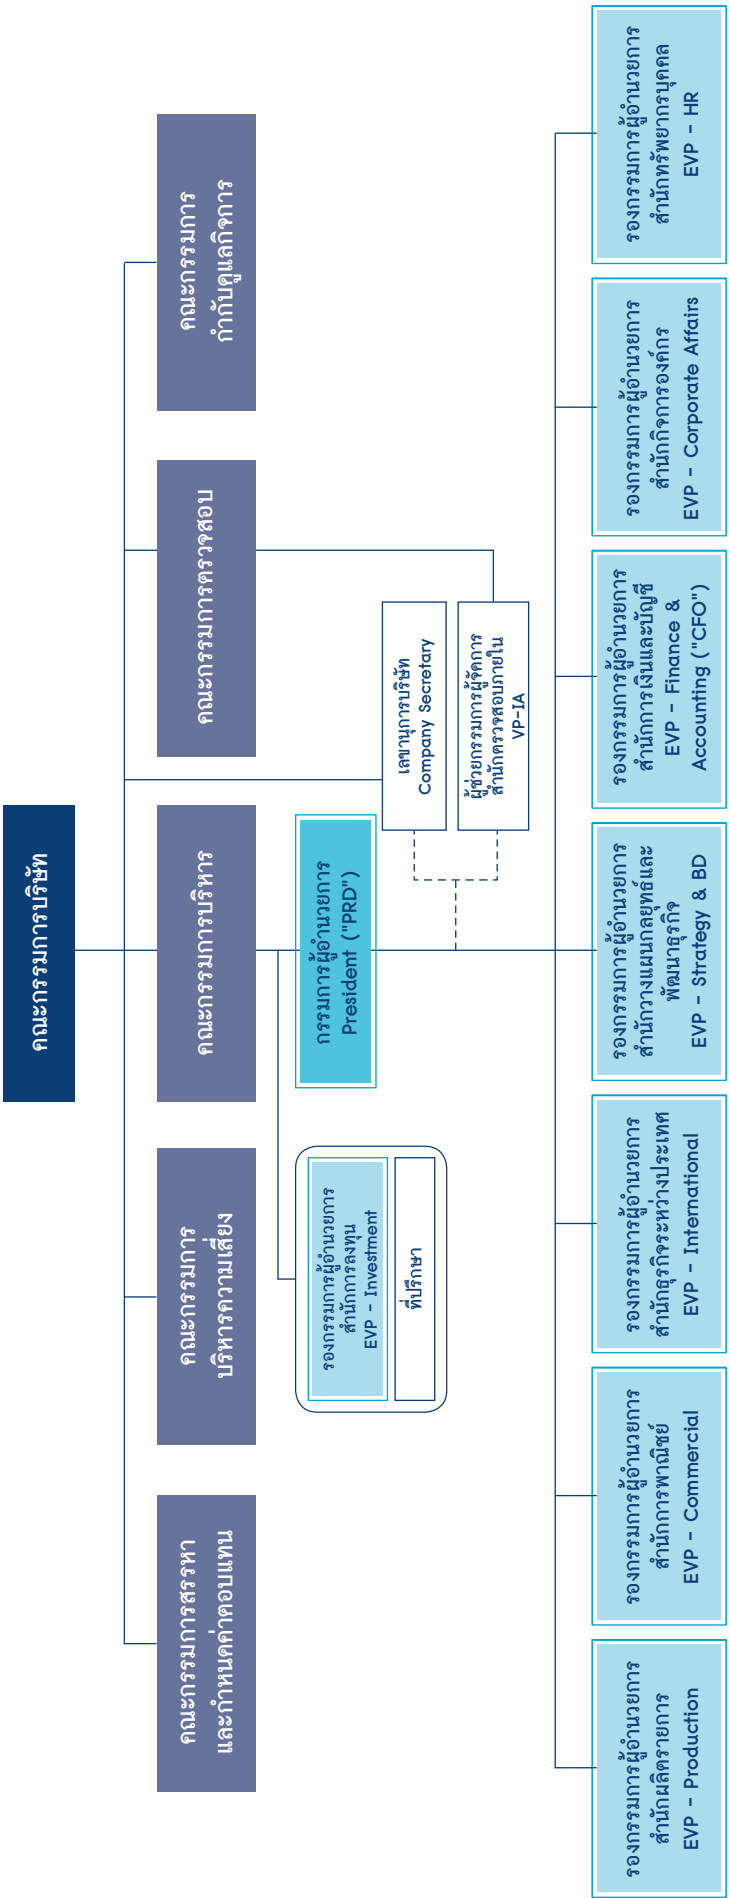 คณะกรรมการบริษัท
คณะกรรมการสรรหา
และกำหนดค่าตอบแทน
คณะกรรมการ
บริหารความเสี่ยง
คณะกรรมการบริหาร
คณะกรรมการตรวจสอบ
คณะกรรมการ
กำกับดูแลกิจการ
รองกรรมการผู้อำนวยการ
สำนักการลงทุน
EVP - Investment
ที่ปรึกษา
กรรมการผู้อำนวยการ
President ("PRD")
เลขานุการบริษัท
Company Secretary
ผู้ช่วยกรรมการผู้จัดการ
สำนักตรวจสอบภายใน
VP-IA
รองกรรมการผู้อำนวยการ
สำนักผลิตรายการ
EVP - Production
รองกรรมการผู้อำนวยการ
สำนักการพาณิชย์
EVP - Commercial
รองกรรมการผู้อำนวยการ
สำนักธุรกิจระหว่างประเทศ
EVP - International
รองกรรมการผู้อำนวยการ
สำนักวางแผนกลยุทธ์และ
พัฒนาธุรกิจ
EVP - Strategy & BD
รองกรรมการผู้อำนวยการ
สำนักการเงินและบัญชี
EVP - Finance &
Accounting ("CFO")
รองกรรมการผู้อำนวยการ
สำนักกิจการองค์กร
EVP - Corporate Affairs
รองกรรมการผู้อำนวยการ
สำนักทรัพยากรบุคคล
EVP - HR